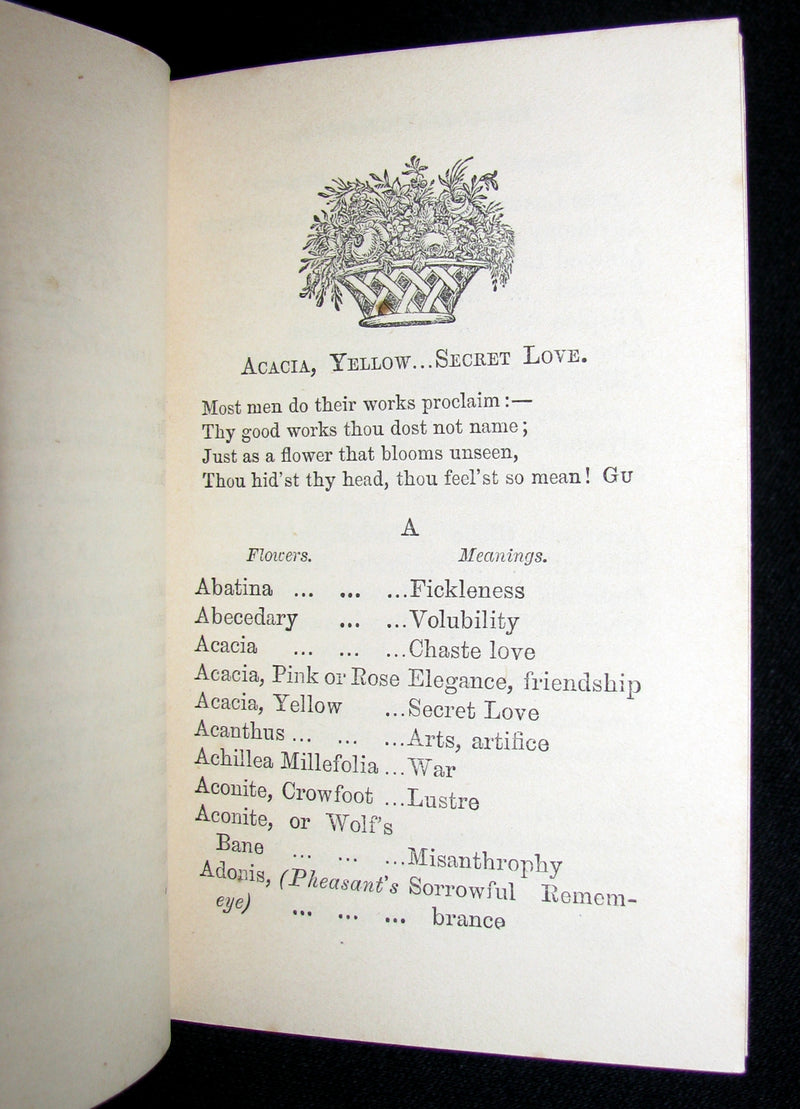 Acacia, Yellow...Secret Love.
Most men do their works proclaim :—
Thy good works thou dost not name ;
Just as a flower that blooms unseen,
Thou hid'st thy head, thou feel'st so mean! Gu
A
Flowers. Meanings.
Abatina ... ... ...Fickleness
Abecedary ... ...Volubility
Acacia ... ... ...Chaste love
Acacia, Pink or Rose Elegance, friendship
Acacia, Yellow ...Secret Love
Acanthus ... ... ...Arts, artifice
Achillea Millefolia ...War
Aconite, Crowfoot ...Lustre
Aconite, or Wolf's
Bane ... ... ...Misanthrophy
Adonis, (Pheasant's Sorrowful Remem-
eye) ... ... ... brance